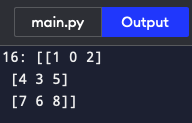 main.py
Output
16: [[1 0 2]
[4 3 5]
[7 6 8]]